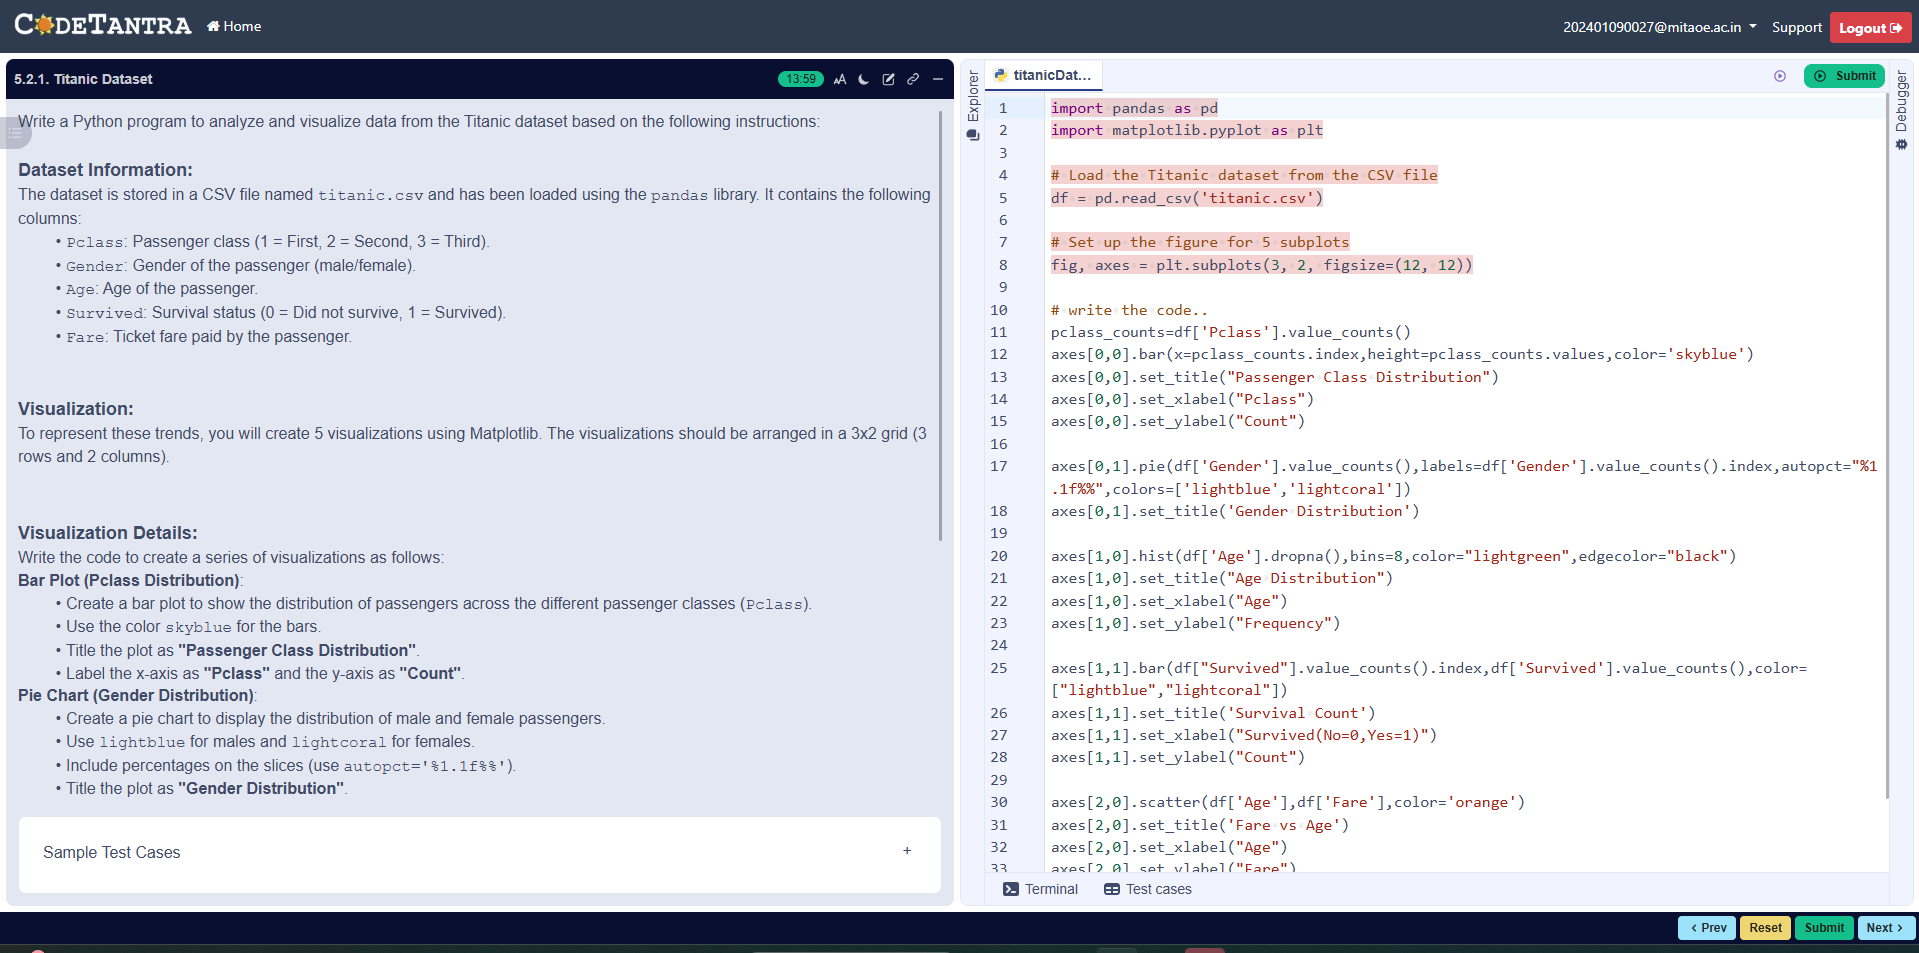 CODETANTRA Home 202401090027@mitaoe.ac.in Support Logout
5.2.1. Titanic Dataset 13:59 AA
Write a Python program to analyze and visualize data from the Titanic dataset based on the following instructions:
Dataset Information:
The dataset is stored in a CSV file named titanic.csv and has been loaded using the pandas library. It contains the following
columns:
• Pclass: Passenger class (1 = First, 2 = Second, 3 = Third).
• Gender: Gender of the passenger (male/female).
• Age: Age of the passenger.
• Survived: Survival status (0 = Did not survive, 1 = Survived).
• Fare: Ticket fare paid by the passenger.
Visualization:
To represent these trends, you will create 5 visualizations using Matplotlib. The visualizations should be arranged in a 3x2 grid (3
rows and 2 columns).
Visualization Details:
Write the code to create a series of visualizations as follows:
Bar Plot (Pclass Distribution):
• Create a bar plot to show the distribution of passengers across the different passenger classes (Pclass).
• Use the color skyblue for the bars.
• Title the plot as "Passenger Class Distribution".
• Label the x-axis as "Pclass" and the y-axis as "Count".
Pie Chart (Gender Distribution):
• Create a pie chart to display the distribution of male and female passengers.
• Use lightblue for males and lightcoral for females.
• Include percentages on the slices (use autopct='%1.1f%%').
• Title the plot as "Gender Distribution".
Sample Test Cases +
Explorer
titanicDat...
Submit
Debugger
1 import pandas as pd
2 import matplotlib.pyplot as plt
3
4 # Load the Titanic dataset from the CSV file
5 df = pd.read_csv('titanic.csv')
6
7 # Set up the figure for 5 subplots
8 fig, axes = plt.subplots(3, 2, figsize=(12, 12))
9
10 # write the code..
11 pclass_counts=df['Pclass'].value_counts()
12 axes[0,0].bar(x=pclass_counts.index,height=pclass_counts.values,color='skyblue')
13 axes[0,0].set_title("Passenger Class Distribution")
14 axes[0,0].set_xlabel("Pclass")
15 axes[0,0].set_ylabel("Count")
16
17 axes[0,1].pie(df['Gender'].value_counts(),labels=df['Gender'].value_counts().index,autopct="%1
.1f%%",colors=['lightblue','lightcoral'])
18 axes[0,1].set_title('Gender Distribution')
19
20 axes[1,0].hist(df['Age'].dropna(),bins=8,color="lightgreen",edgecolor="black")
21 axes[1,0].set_title("Age Distribution")
22 axes[1,0].set_xlabel("Age")
23 axes[1,0].set_ylabel("Frequency")
24
25 axes[1,1].bar(df["Survived"].value_counts().index,df['Survived'].value_counts(),color=
["lightblue","lightcoral"])
26 axes[1,1].set_title('Survival Count')
27 axes[1,1].set_xlabel("Survived(No=0,Yes=1)")
28 axes[1,1].set_ylabel("Count")
29
30 axes[2,0].scatter(df['Age'],df['Fare'],color='orange')
31 axes[2,0].set_title('Fare vs Age')
32 axes[2,0].set_xlabel("Age")
33 axes[2,0].set_ylabel("Fare")
Terminal Test cases
< Prev Reset Submit Next >